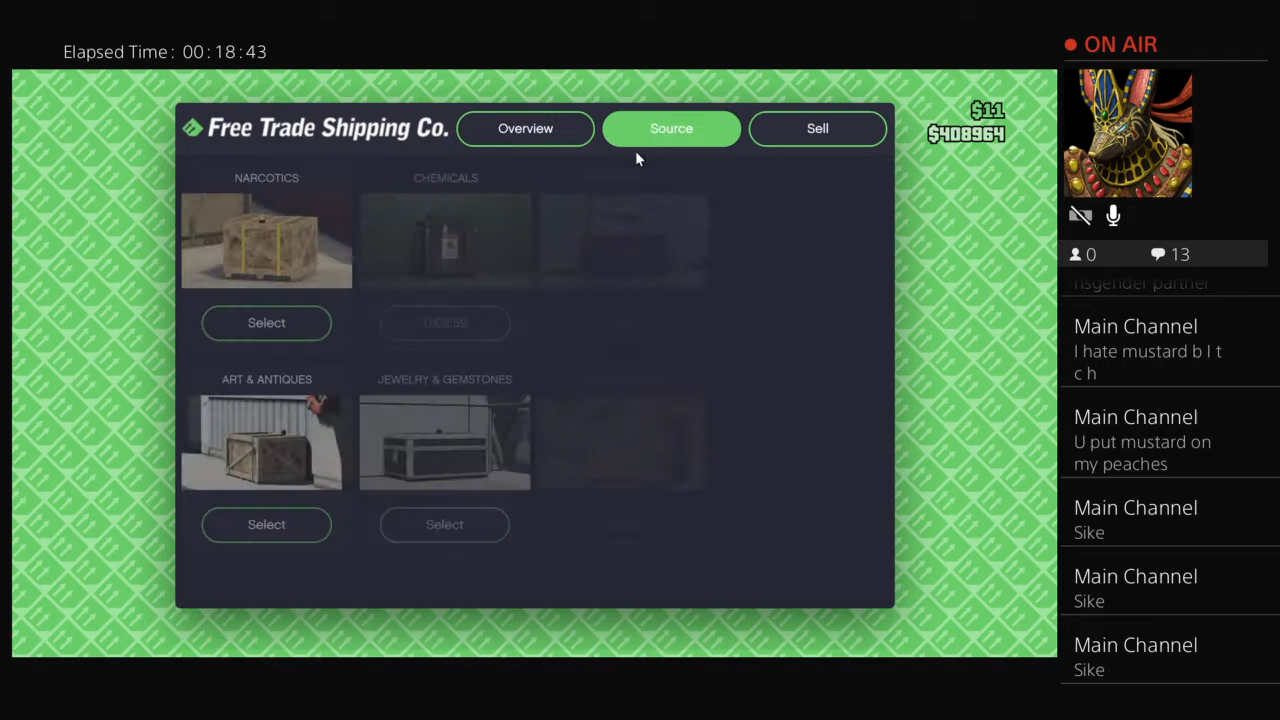 Elapsed Time: 00:18:43
ON AIR
Free Trade Shipping Co.
Overview
Source
Sell
$11
$408964
NARCOTICS
CHEMICALS
Select
ART & ANTIQUES
JEWELRY & GEMSTONES
Select
Select
0
13
nsgender partner
Main Channel
I hate mustard b I t
c h
Main Channel
U put mustard on
my peaches
Main Channel
Sike
Main Channel
Sike
Main Channel
Sike